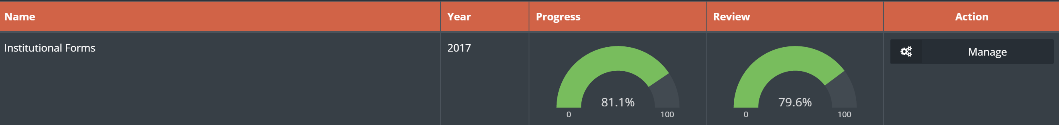 Name Year Progress Review Action
Institutional Forms 2017 Manage
81.1% 79.6%
0 100 0 100